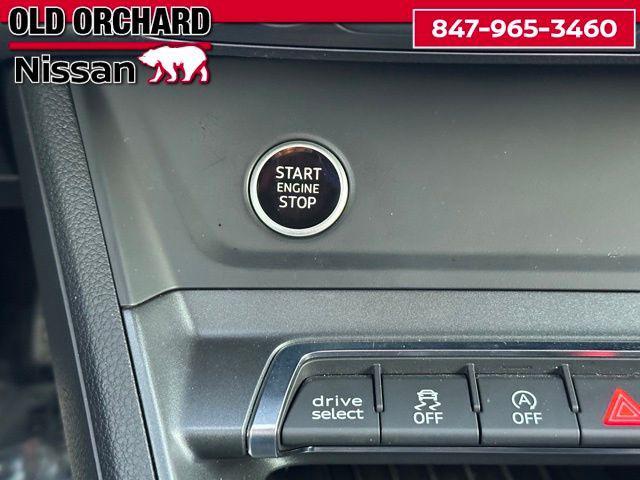 OLD ORCHARD
Nissan
847-965-3460
START
ENGINE
STOP
drive
select
OFF
A
OFF